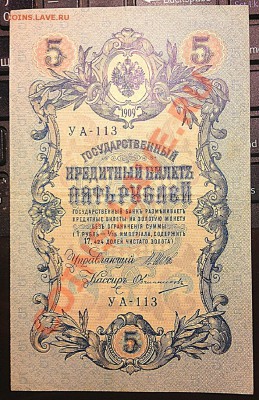 COINS.LAVE.RU
5 5
1909
УА-113
ГОСУДАРСТВЕННЫЙ
КРЕДИТНЫЙ БИЛЕТЪ
ПЯТЬ РУБЛЕЙ
ГОСУДАРСТВЕННЫЙ БАНКЪ РАЗМѢНИВАЕТЪ
КРЕДИТНЫЕ БИЛЕТЫ НА ЗОЛОТУЮ МОНЕТУ
БЕЗЪ ОГРАНИЧЕНІЯ СУММЫ
(1 РУБЛЬ = 1/15 ИМПЕРІАЛА, СОДЕРЖИТЪ
17,424 ДОЛЕЙ ЧИСТАГО ЗОЛОТА)
Управляющій
Кассиръ
УА-113
5